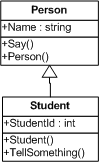 Person
+Name : string
+Say()
+Person()
Student
+StudentId : int
+Student()
+TellSomething()